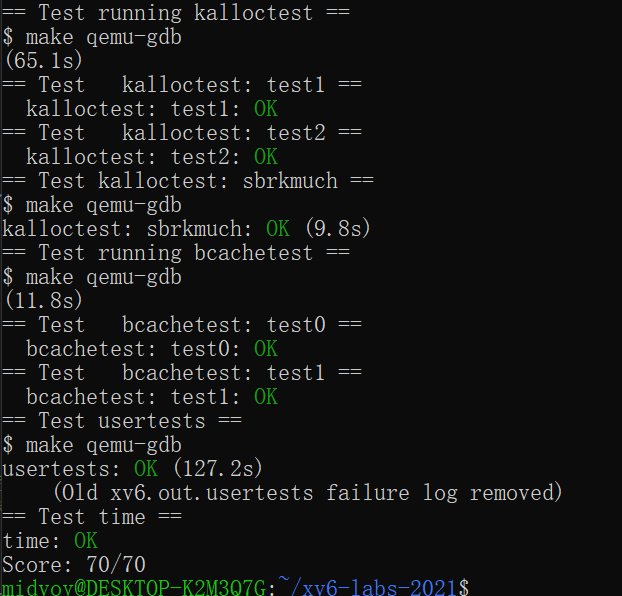 == Test running kalloctest ==
$ make qemu-gdb
(65.1s)
== Test   kalloctest: test1 ==
  kalloctest: test1: OK
== Test   kalloctest: test2 ==
  kalloctest: test2: OK
== Test kalloctest: sbrkmuch ==
$ make qemu-gdb
kalloctest: sbrkmuch: OK (9.8s)
== Test running bcachetest ==
$ make qemu-gdb
(11.8s)
== Test   bcachetest: test0 ==
  bcachetest: test0: OK
== Test   bcachetest: test1 ==
  bcachetest: test1: OK
== Test usertests ==
$ make qemu-gdb
usertests: OK (127.2s)
    (Old xv6.out.usertests failure log removed)
== Test time ==
time: OK
Score: 70/70
midyoy@DESKTOP-K2M3Q7G:~/xv6-labs-2021$